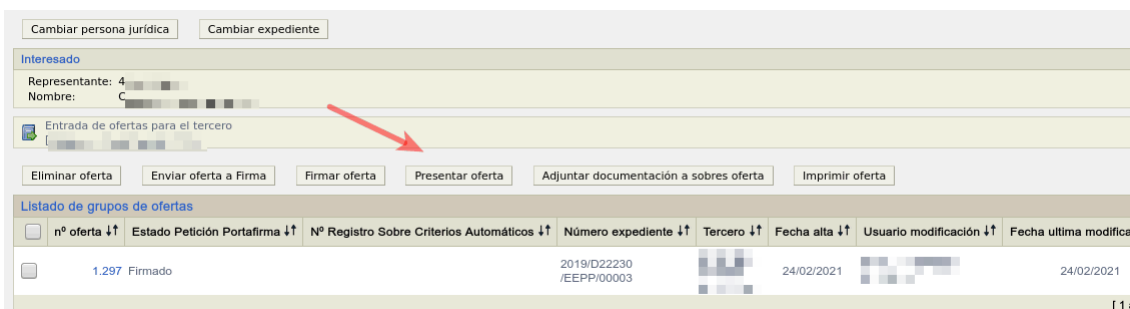 Cambiar persona jurídica Cambiar expediente
Interesado
Representante: 4
Nombre: C
Entrada de ofertas para el tercero
[
Eliminar oferta Enviar oferta a Firma Firmar oferta Presentar oferta Adjuntar documentación a sobres oferta Imprimir oferta
Listado de grupos de ofertas
nº oferta ↓↑ Estado Petición Portafirma ↓↑ Nº Registro Sobre Criterios Automáticos ↓↑ Número expediente ↓↑ Tercero ↓↑ Fecha alta ↓↑ Usuario modificación ↓↑ Fecha ultima modifica
1.297 Firmado 2019/D22230 24/02/2021 24/02/2021
/EEPP/00003
[ 1